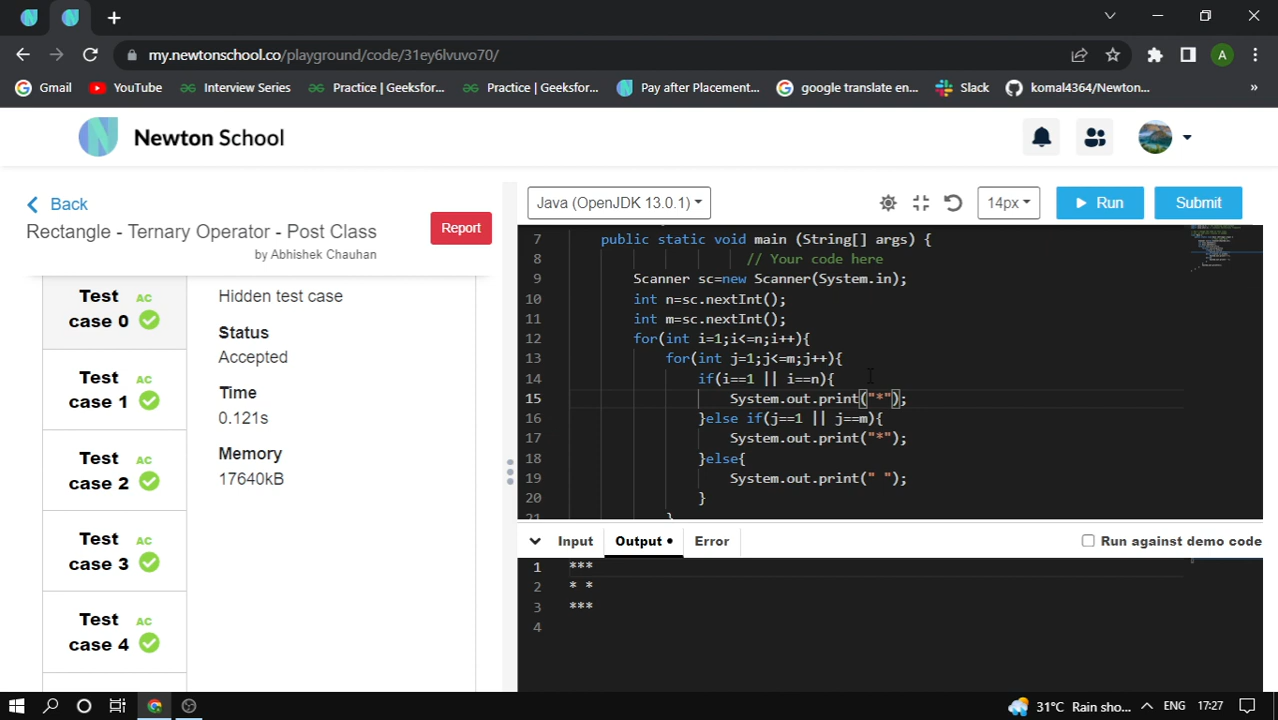 my.newtonschool.co/playground/code/31ey6lvuvo70/
A
Gmail
YouTube
Interview Series
Practice | Geeksfor...
Practice | Geeksfor...
Pay after Placement...
google translate en...
Slack
komal4364/Newton...
»
Newton School
Back
Rectangle - Ternary Operator - Post Class
by Abhishek Chauhan
Report
Test case 0 AC
Test case 1 AC
Test case 2 AC
Test case 3 AC
Test case 4 AC
Hidden test case
Status
Accepted
Time
0.121s
Memory
17640kB
Java (OpenJDK 13.0.1)
14px
Run
Submit
7 public static void main (String[] args) {
8 // Your code here
9 Scanner sc=new Scanner(System.in);
10 int n=sc.nextInt();
11 int m=sc.nextInt();
12 for(int i=1;i<=n;i++){
13 for(int j=1;j<=m;j++){
14 if(i==1 || i==n){
15 System.out.print("*");
16 }else if(j==1 || j==m){
17 System.out.print("*");
18 }else{
19 System.out.print(" ");
20 }
21 }
Input Output • Error
Run against demo code
1 ***
2 * *
3 ***
4
31°C Rain sho... ENG 17:27